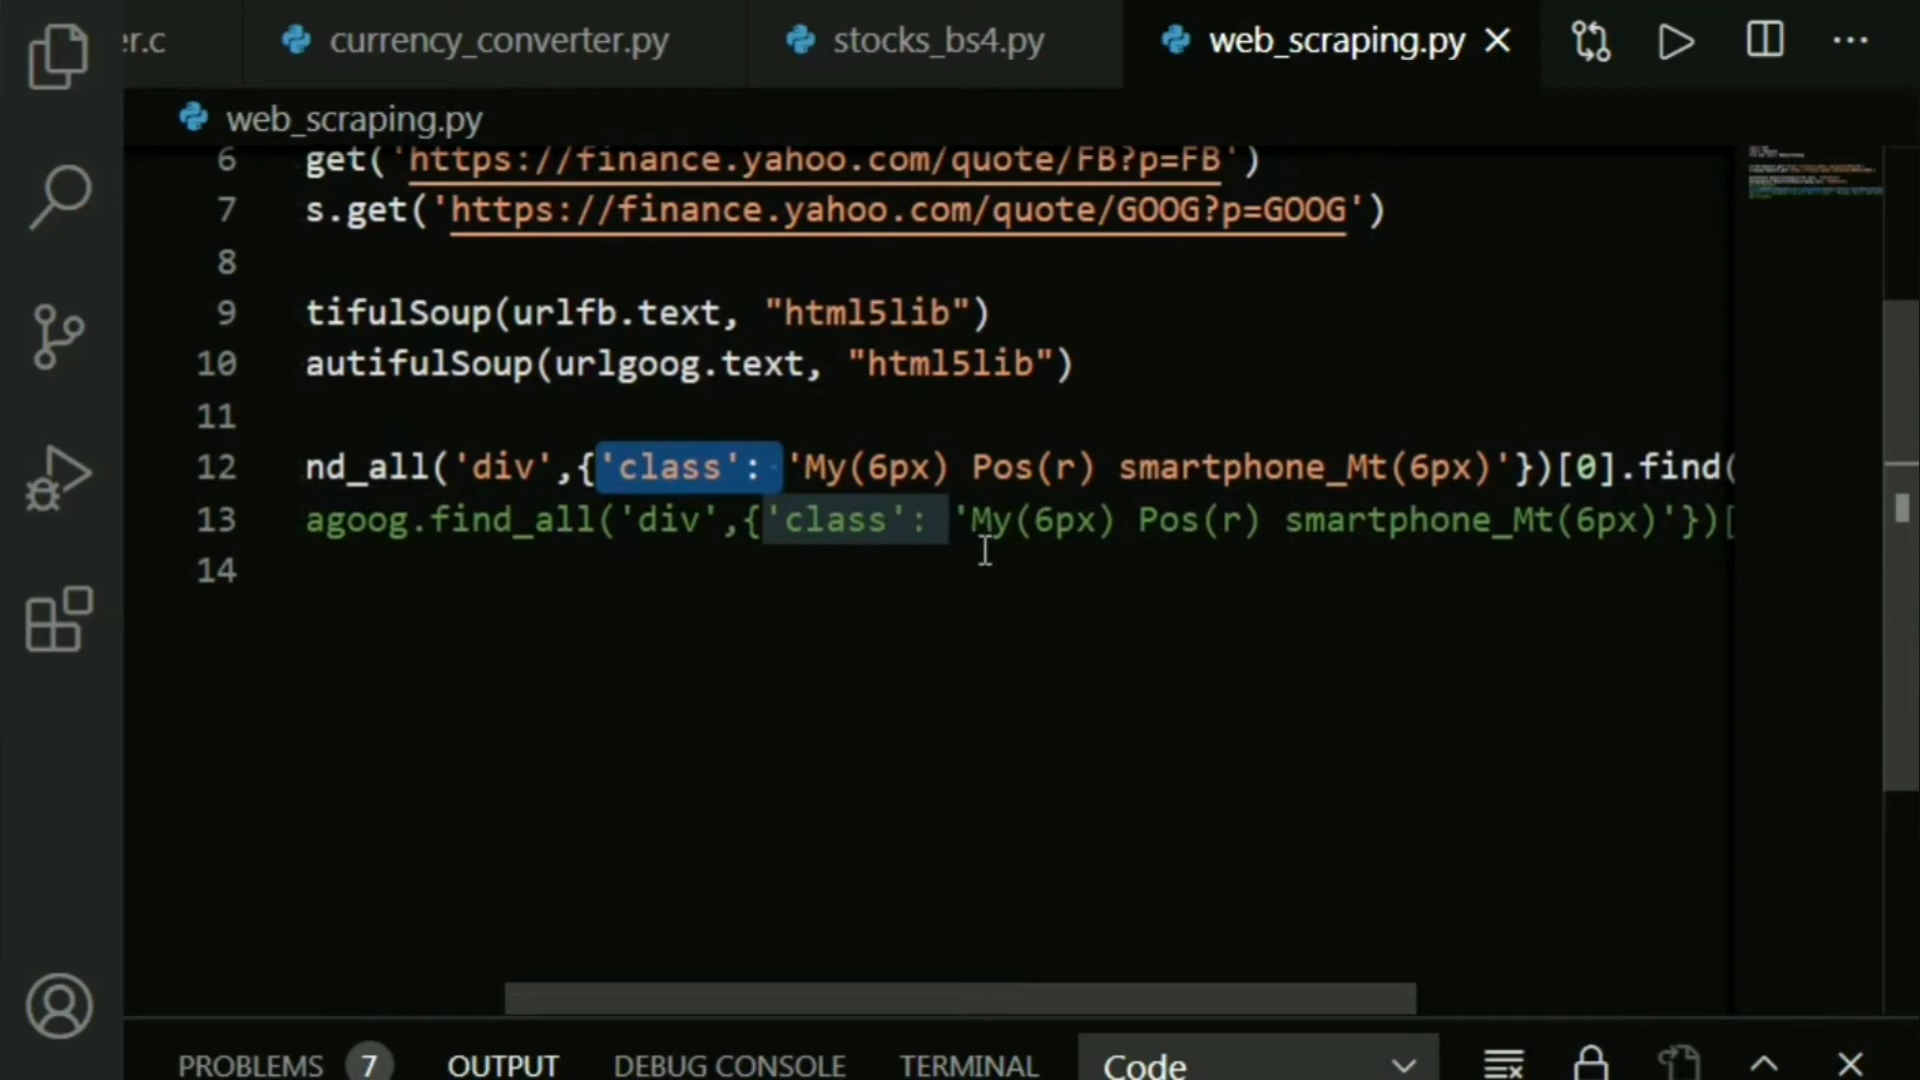 er.c currency_converter.py stocks_bs4.py web_scraping.py
web_scraping.py
6 get('https://finance.yahoo.com/quote/FB?p=FB')
7 s.get('https://finance.yahoo.com/quote/GOOG?p=GOOG')
8
9 tifulSoup(urlfb.text, "html5lib")
10 autifulSoup(urlgoog.text, "html5lib")
11
12 nd_all('div',{'class': 'My(6px) Pos(r) smartphone_Mt(6px)'})[0].find(
13 agoog.find_all('div',{'class': 'My(6px) Pos(r) smartphone_Mt(6px)'})[
14
PROBLEMS 7 OUTPUT DEBUG CONSOLE TERMINAL Code